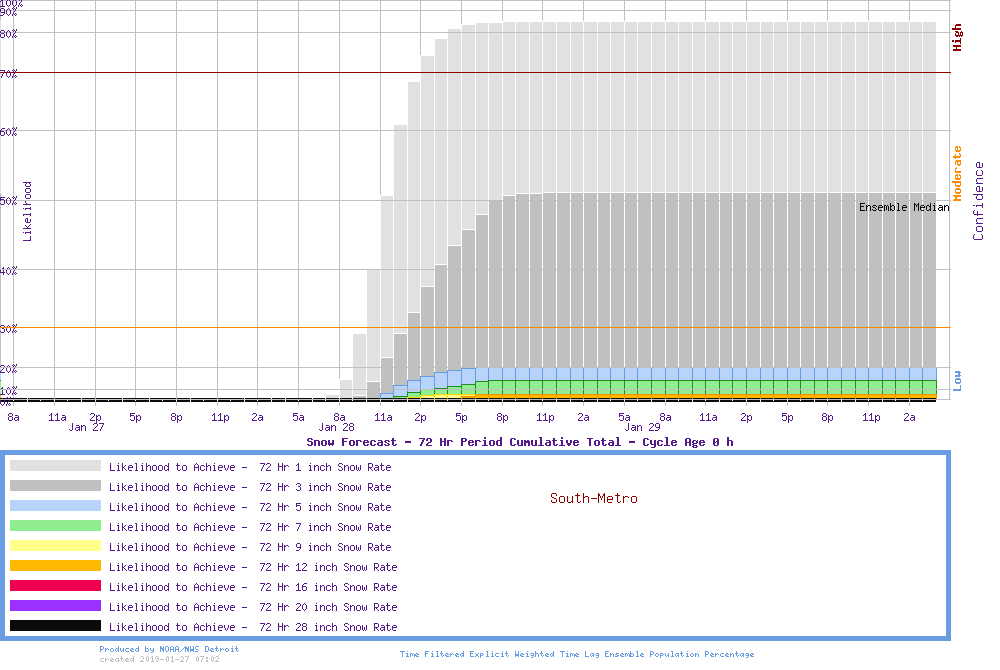 100%
90%
80%
70%
60%
50%
40%
30%
20%
10%
0%
Likelihood
High
Moderate
Low
Confidence
Ensemble Median
8a 11a 2p 5p 8p 11p 2a 5a 8a 11a 2p 5p 8p 11p 2a 5a 8a 11a 2p 5p 8p 11p 2a
Jan 27 Jan 28 Jan 29
Snow Forecast - 72 Hr Period Cumulative Total - Cycle Age 0 h
Likelihood to Achieve - 72 Hr 1 inch Snow Rate
Likelihood to Achieve - 72 Hr 3 inch Snow Rate
Likelihood to Achieve - 72 Hr 5 inch Snow Rate
Likelihood to Achieve - 72 Hr 7 inch Snow Rate
Likelihood to Achieve - 72 Hr 9 inch Snow Rate
Likelihood to Achieve - 72 Hr 12 inch Snow Rate
Likelihood to Achieve - 72 Hr 16 inch Snow Rate
Likelihood to Achieve - 72 Hr 20 inch Snow Rate
Likelihood to Achieve - 72 Hr 28 inch Snow Rate
South-Metro
Produced by NOAA/NWS Detroit
created 2019-01-27 07:02
Time Filtered Explicit Weighted Time Lag Ensemble Population Percentage